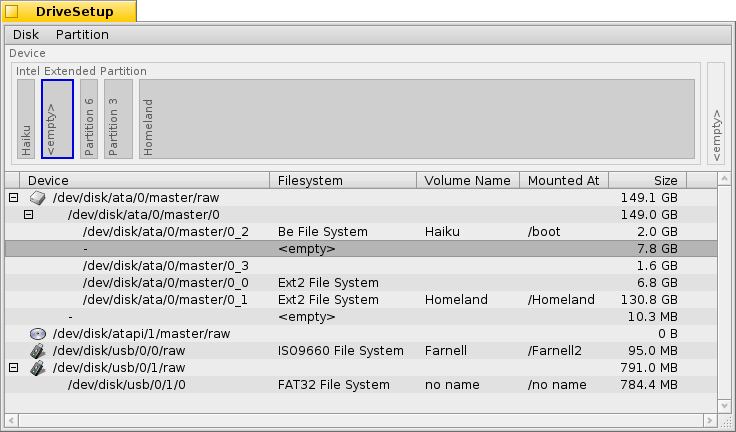 DriveSetup
Disk Partition
Device
Intel Extended Partition
Haiku <empty> Partition 6 Partition 3 Homeland <empty>
Device Filesystem Volume Name Mounted At Size
/dev/disk/ata/0/master/raw 149.1 GB
/dev/disk/ata/0/master/0 149.0 GB
/dev/disk/ata/0/master/0_2 Be File System Haiku /boot 2.0 GB
- <empty> 7.8 GB
/dev/disk/ata/0/master/0_3 1.6 GB
/dev/disk/ata/0/master/0_0 Ext2 File System 6.8 GB
/dev/disk/ata/0/master/0_1 Ext2 File System Homeland /Homeland 130.8 GB
- <empty> 10.3 MB
/dev/disk/atapi/1/master/raw 0 B
/dev/disk/usb/0/0/raw ISO9660 File System Farnell /Farnell2 95.0 MB
/dev/disk/usb/0/1/raw 791.0 MB
/dev/disk/usb/0/1/0 FAT32 File System no name /no name 784.4 MB